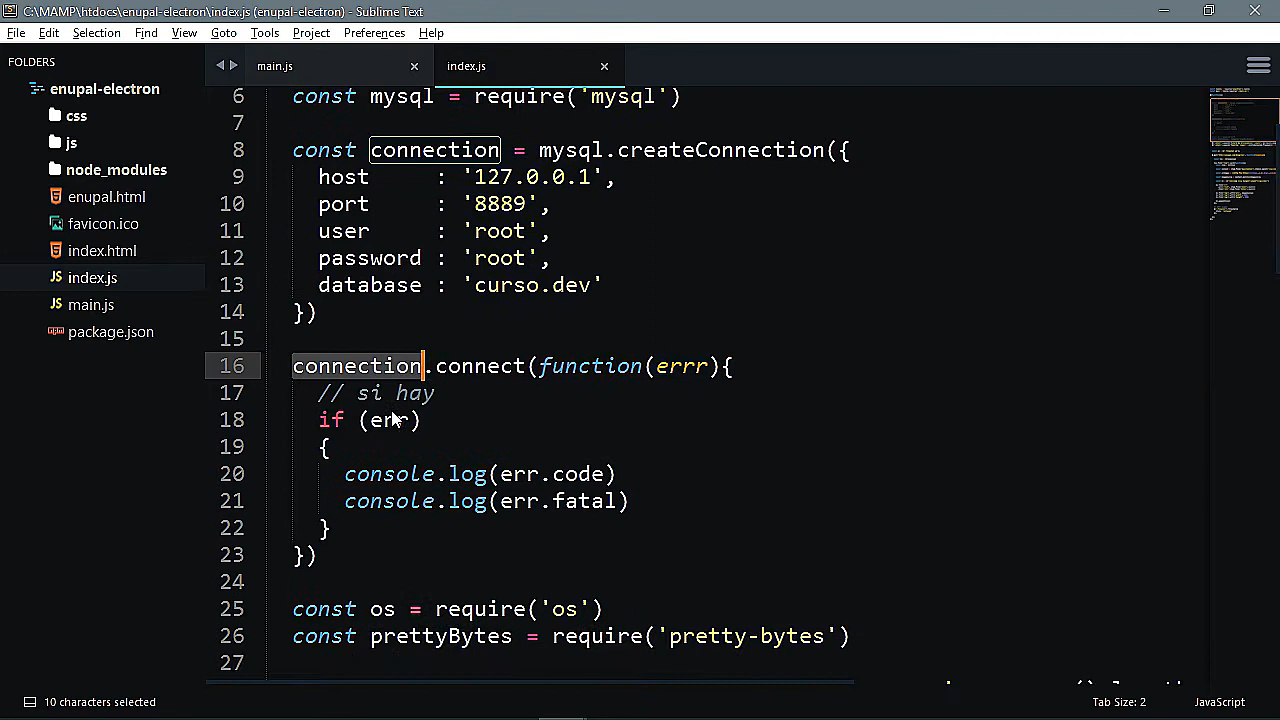 C:\MAMP\htdocs\enupal-electron\index.js (enupal-electron) - Sublime Text
File Edit Selection Find View Goto Tools Project Preferences Help
FOLDERS
enupal-electron
css
js
node_modules
enupal.html
favicon.ico
index.html
JS index.js
JS main.js
package.json
main.js index.js
6 const mysql = require('mysql')
7
8 const connection = mysql.createConnection({
9 host : '127.0.0.1',
10 port : '8889',
11 user : 'root',
12 password : 'root',
13 database : 'curso.dev'
14 })
15
16 connection.connect(function(errr){
17 // si hay
18 if (err)
19 {
20 console.log(err.code)
21 console.log(err.fatal)
22 }
23 })
24
25 const os = require('os')
26 const prettyBytes = require('pretty-bytes')
27
10 characters selected Tab Size: 2 JavaScript